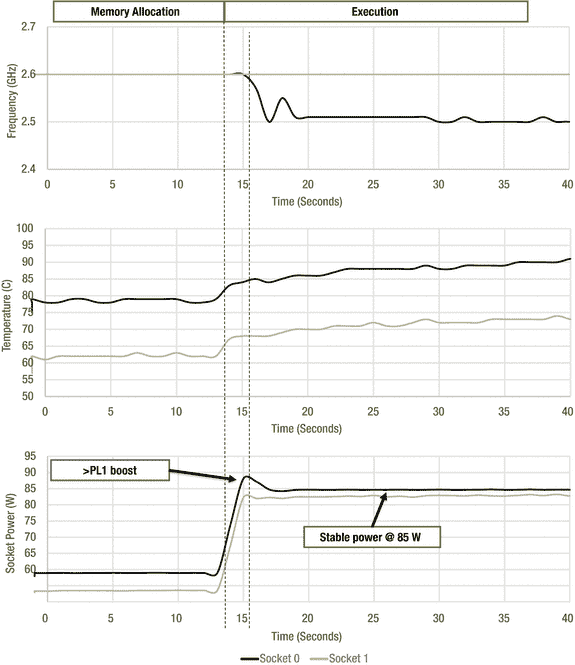 Memory Allocation Execution
2.7
2.6
2.5
2.4
Frequency (GHz)
0 5 10 15 20 25 30 35 40
Time (Seconds)
100
95
90
85
80
75
70
65
60
55
50
Temperature (C)
0 5 10 15 20 25 30 35 40
Time (Seconds)
95
90
85
80
75
70
65
60
Socket Power (W)
>PL1 boost
Stable power @ 85 W
0 5 10 15 20 25 30 35 40
Time (Seconds)
Socket 0 Socket 1